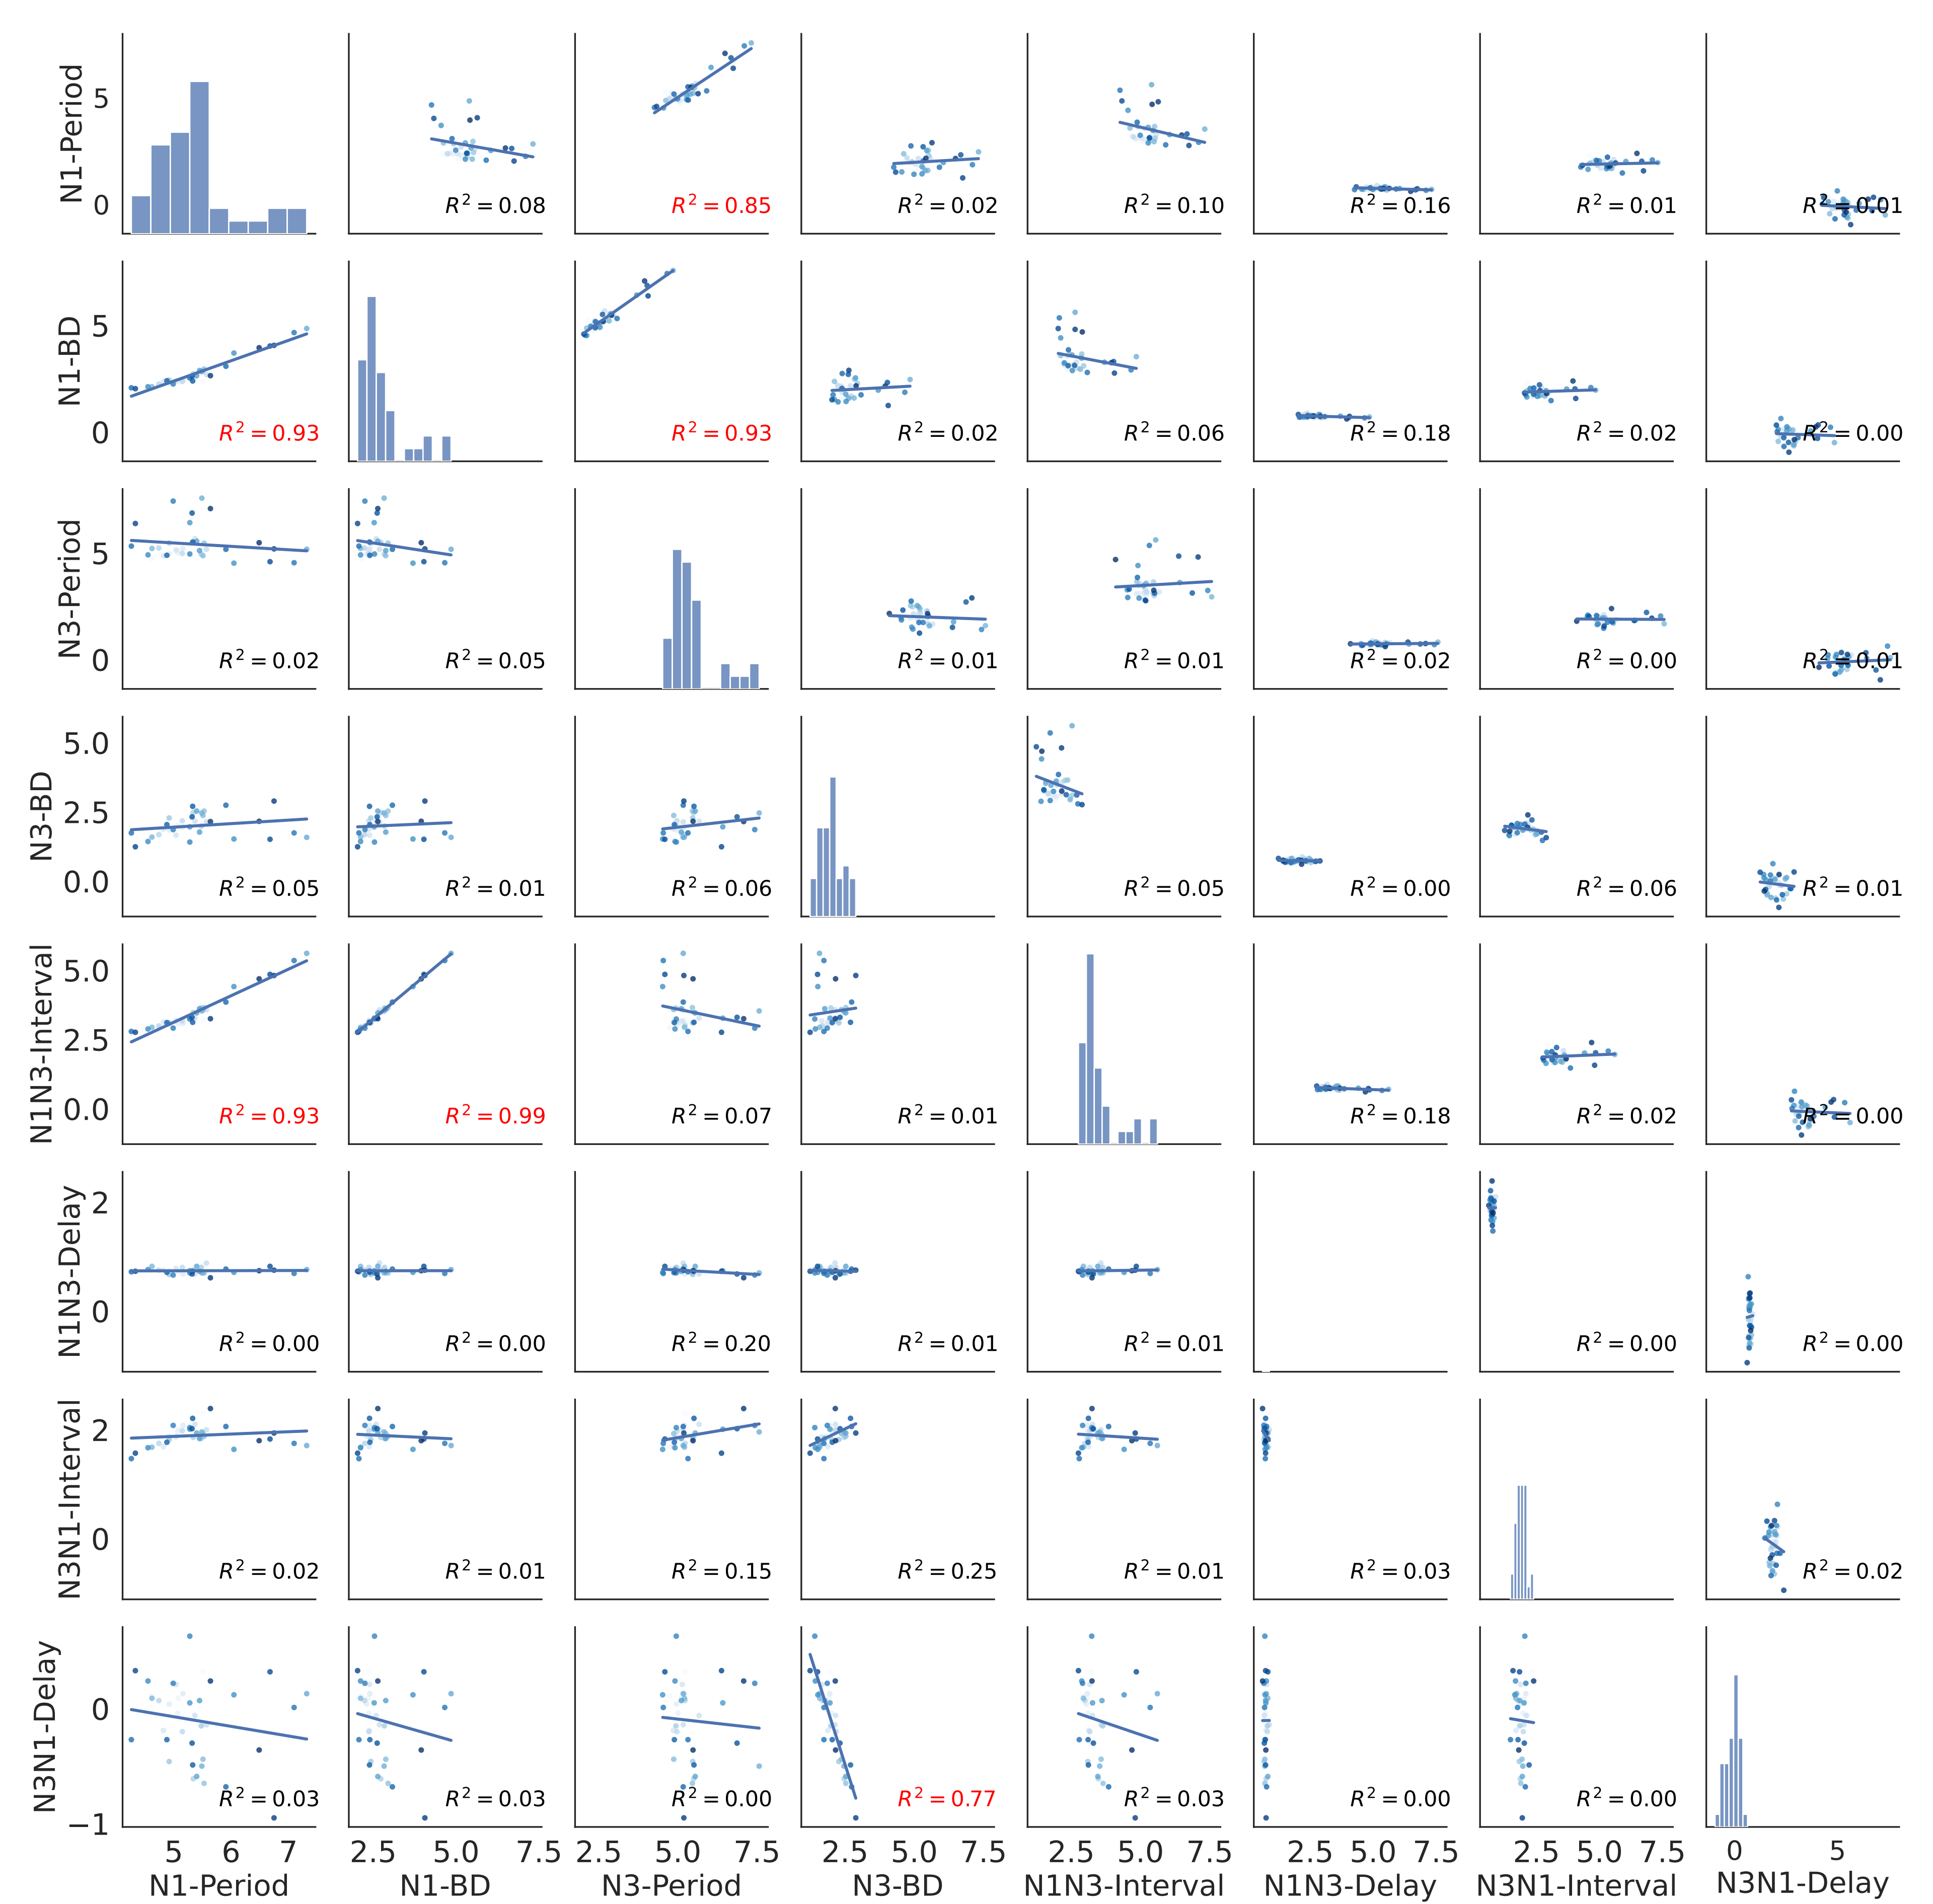 N1-Period
5
0
R² = 0.08
R² = 0.85
R² = 0.02
R² = 0.10
R² = 0.16
R² = 0.01
R² = 0.01
N1-BD
5
0
R² = 0.93
R² = 0.93
R² = 0.02
R² = 0.06
R² = 0.18
R² = 0.02
R² = 0.00
N3-Period
5
0
R² = 0.02
R² = 0.05
R² = 0.01
R² = 0.01
R² = 0.02
R² = 0.00
R² = 0.01
N3-BD
5.0
2.5
0.0
R² = 0.05
R² = 0.01
R² = 0.06
R² = 0.05
R² = 0.00
R² = 0.06
R² = 0.01
N1N3-Interval
5.0
2.5
0.0
R² = 0.93
R² = 0.99
R² = 0.07
R² = 0.01
R² = 0.18
R² = 0.02
R² = 0.00
N1N3-Delay
2
0
R² = 0.00
R² = 0.00
R² = 0.20
R² = 0.01
R² = 0.01
R² = 0.00
R² = 0.00
N3N1-Interval
2
0
R² = 0.02
R² = 0.01
R² = 0.15
R² = 0.25
R² = 0.01
R² = 0.03
R² = 0.02
N3N1-Delay
0
−1
R² = 0.03
R² = 0.03
R² = 0.00
R² = 0.77
R² = 0.03
R² = 0.00
R² = 0.00
5 6 7
2.5 5.0 7.5
2.5 5.0 7.5
2.5 5.0 7.5
2.5 5.0 7.5
2.5 5.0 7.5
2.5 5.0 7.5
0 5
N1-Period
N1-BD
N3-Period
N3-BD
N1N3-Interval
N1N3-Delay
N3N1-Interval
N3N1-Delay